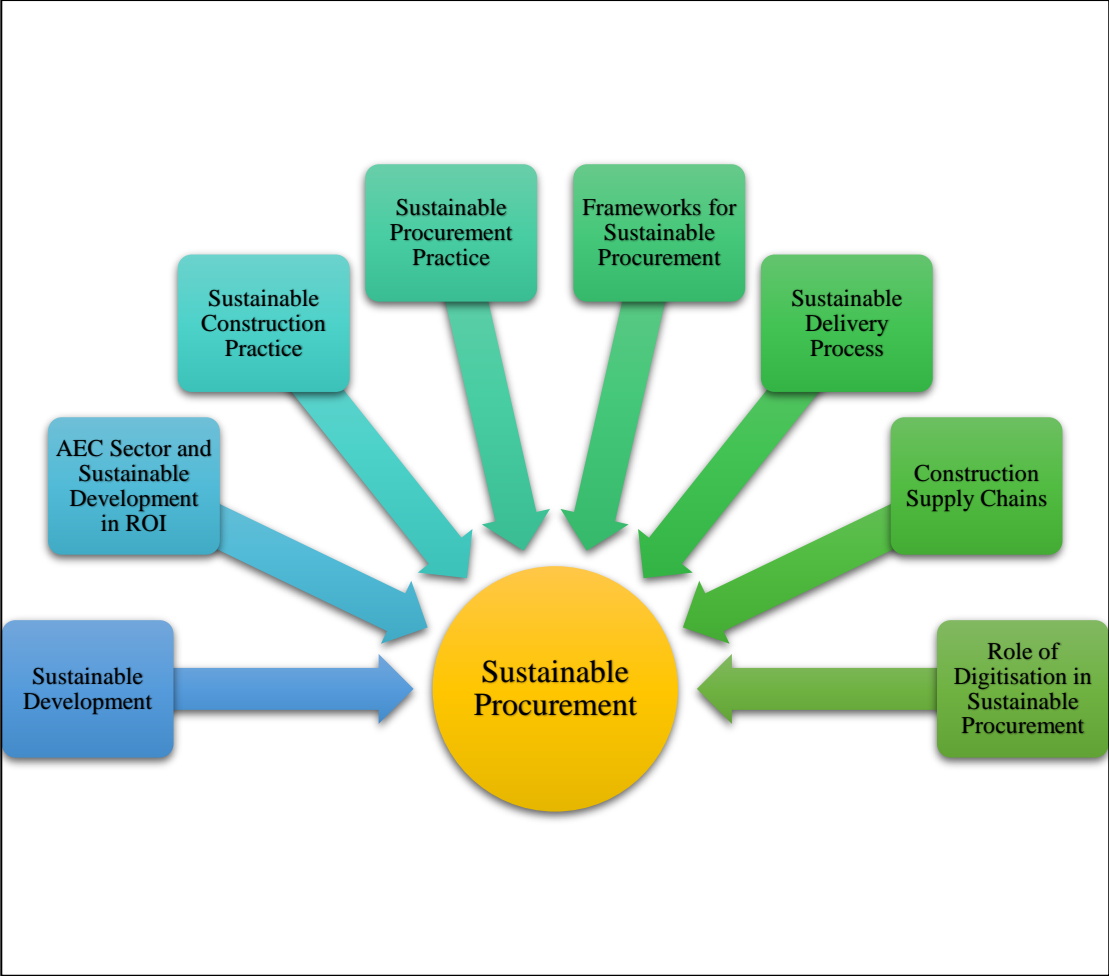 Sustainable
Development
AEC Sector and
Sustainable
Development
in ROI
Sustainable
Construction
Practice
Sustainable
Procurement
Practice
Frameworks for
Sustainable
Procurement
Sustainable
Delivery
Process
Construction
Supply Chains
Role of
Digitisation in
Sustainable
Procurement
Sustainable
Procurement